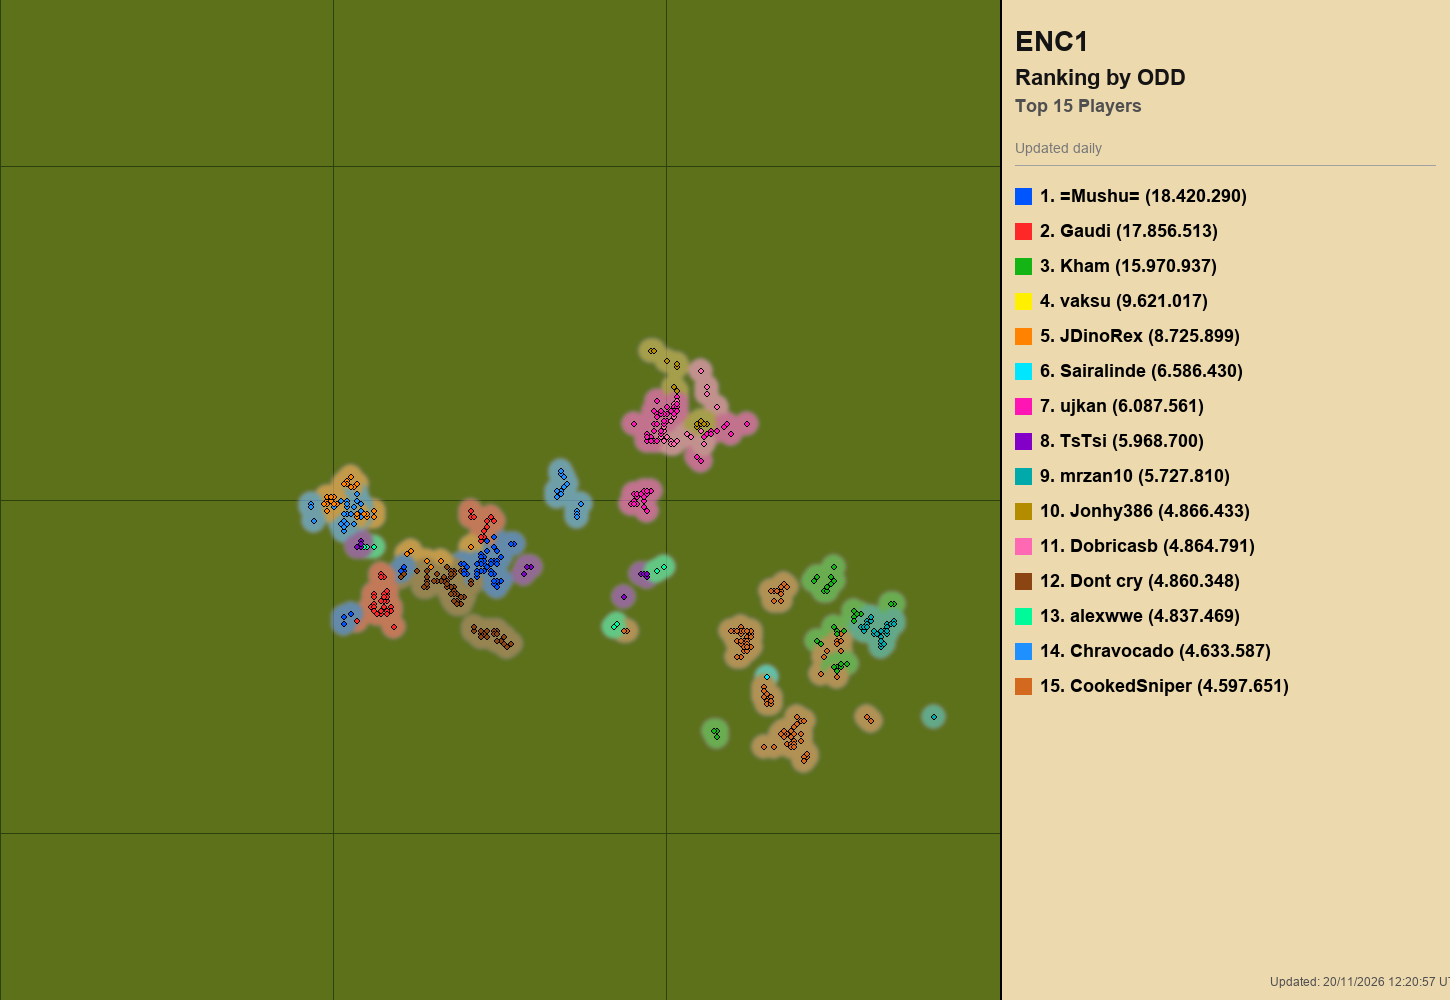 ENC1
Ranking by ODD
Top 15 Players
Updated daily
1. =Mushu= (18.420.290)
2. Gaudi (17.856.513)
3. Kham (15.970.937)
4. vaksu (9.621.017)
5. JDinoRex (8.725.899)
6. Sairalinde (6.586.430)
7. ujkan (6.087.561)
8. TsTsi (5.968.700)
9. mrzan10 (5.727.810)
10. Jonhy386 (4.866.433)
11. Dobricasb (4.864.791)
12. Dont cry (4.860.348)
13. alexwwe (4.837.469)
14. Chravocado (4.633.587)
15. CookedSniper (4.597.651)
Updated: 20/11/2026 12:20:57